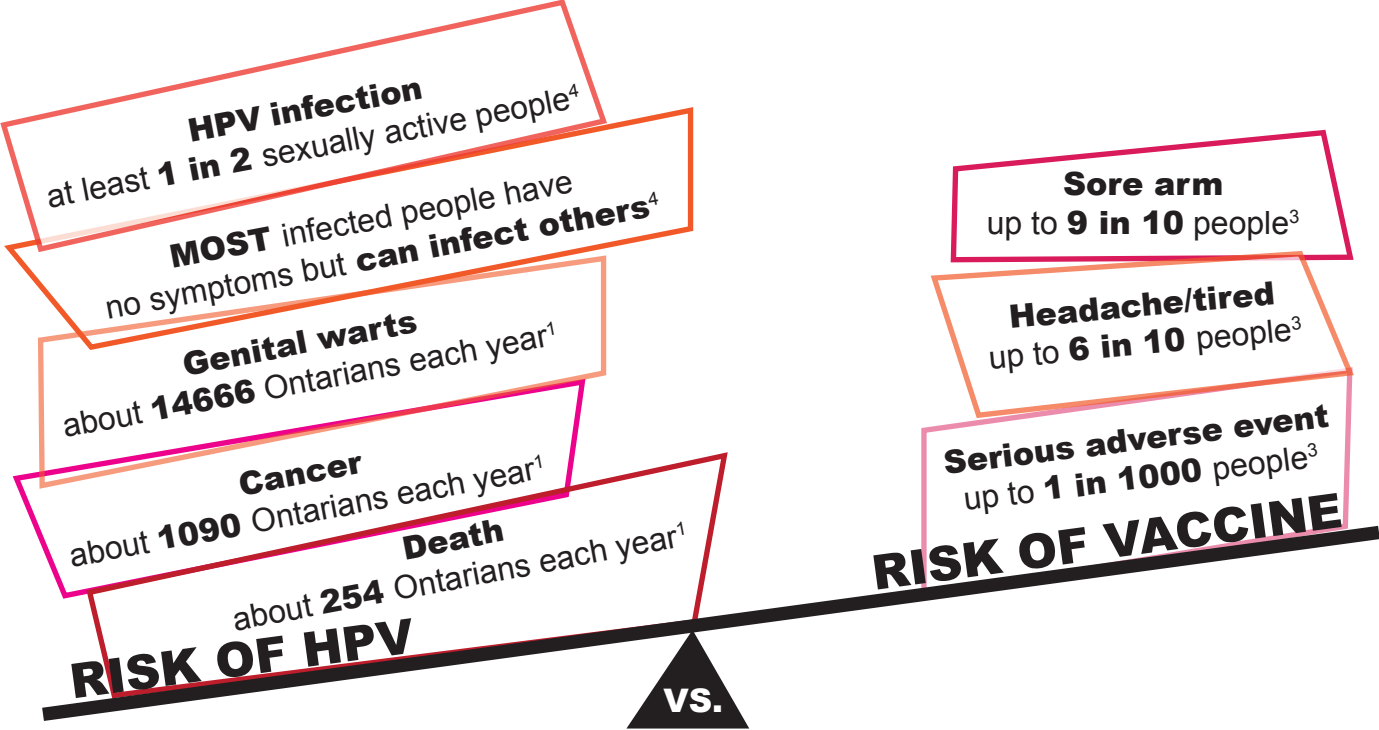 HPV infection
at least 1 in 2 sexually active people⁴
MOST infected people have
no symptoms but can infect others⁴
Genital warts
about 14666 Ontarians each year¹
Cancer
about 1090 Ontarians each year¹
Death
about 254 Ontarians each year¹
RISK OF HPV
vs.
Sore arm
up to 9 in 10 people³
Headache/tired
up to 6 in 10 people³
Serious adverse event
up to 1 in 1000 people³
RISK OF VACCINE